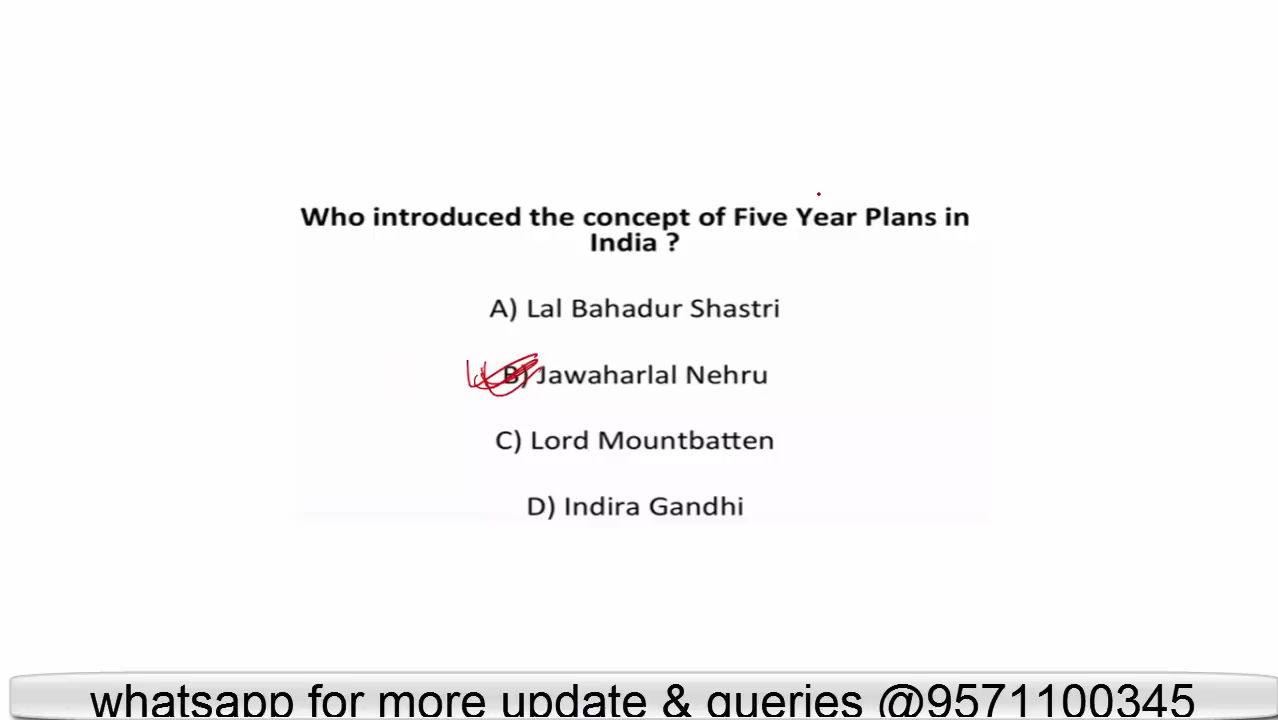 Who introduced the concept of Five Year Plans in
India ?
A) Lal Bahadur Shastri
B) Jawaharlal Nehru
C) Lord Mountbatten
D) Indira Gandhi
whatsapp for more update & queries @9571100345